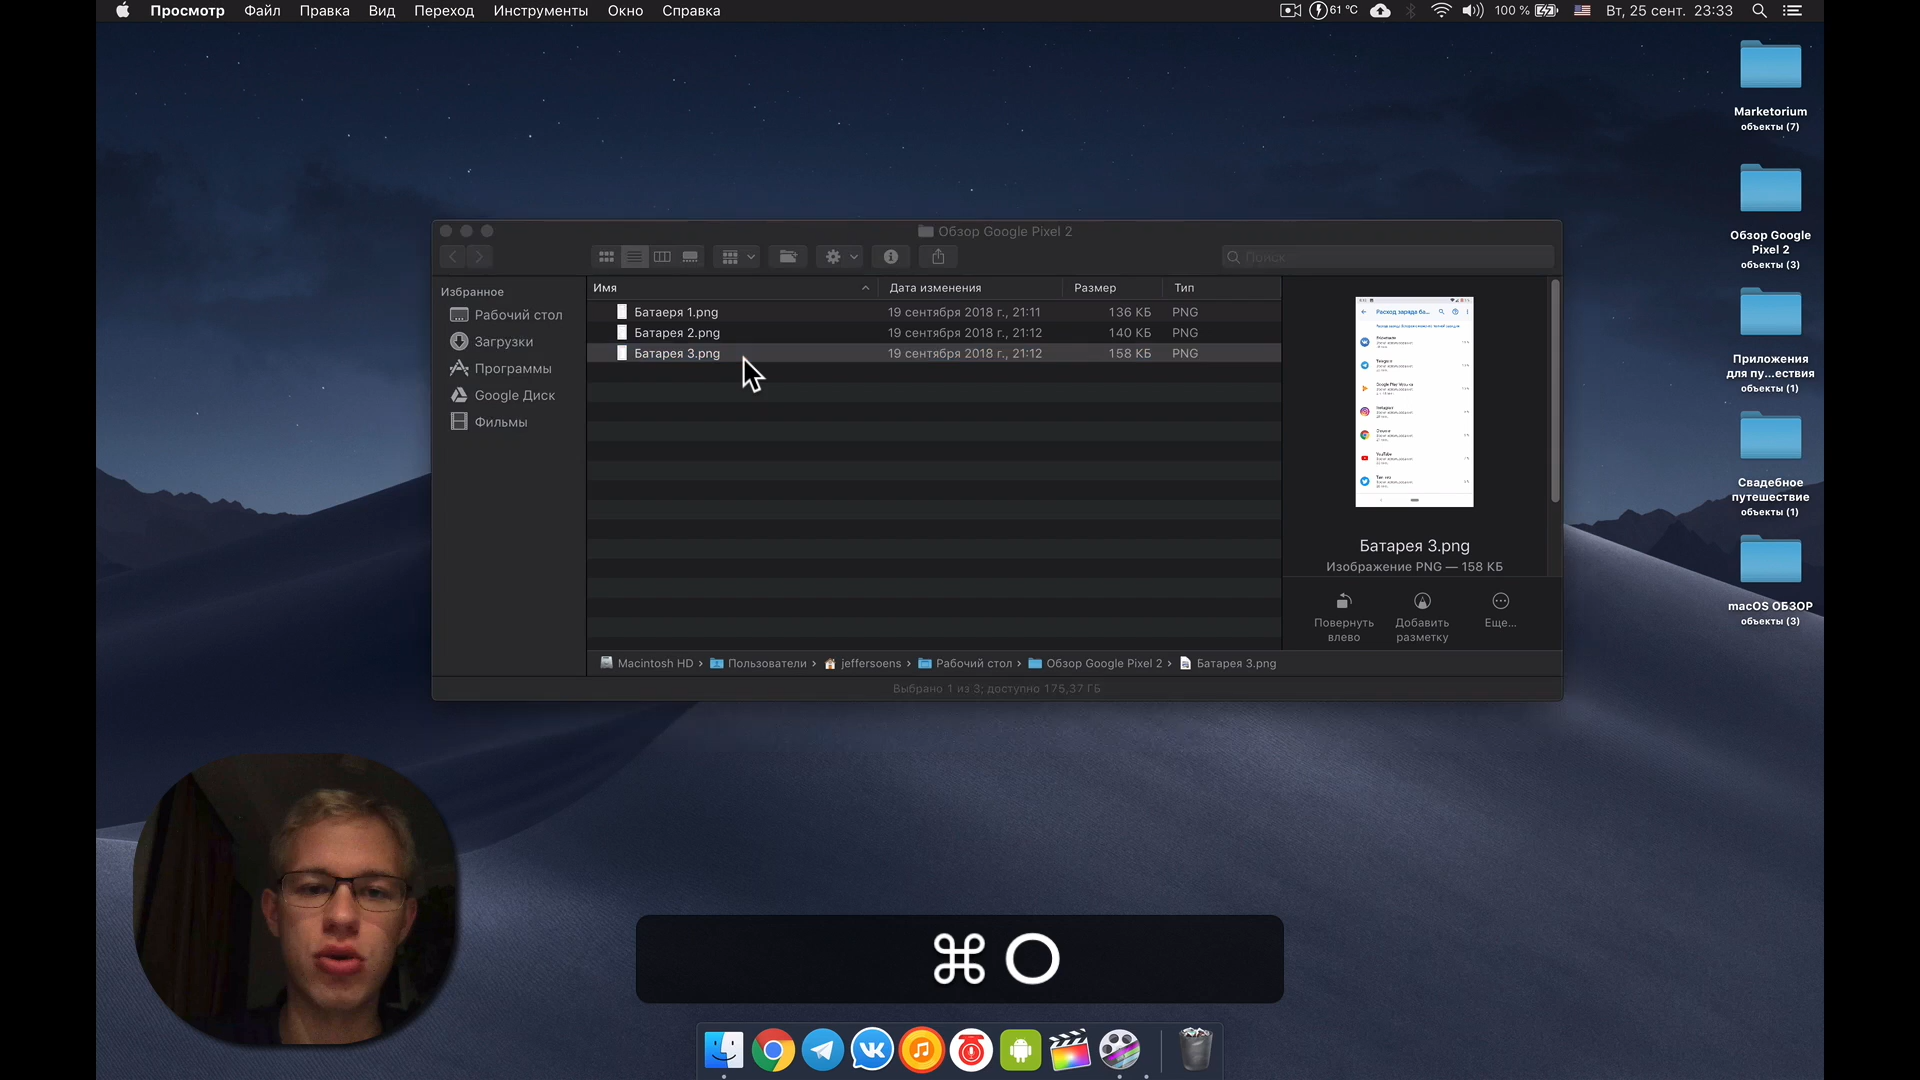 Просмотр Файл Правка Вид Переход Инструменты Окно Справка 61 °C 100 % Вт, 25 сент. 23:33
Marketorium
объекты (7)
Обзор Google
Pixel 2
объекты (3)
Приложения
для пу...ествия
объекты (1)
Свадебное
путешествие
объекты (1)
macOS ОБЗОР
объекты (3)
Обзор Google Pixel 2
Поиск
Избранное
Рабочий стол
Загрузки
Программы
Google Диск
Фильмы
Имя Дата изменения Размер Тип
Батаеря 1.png 19 сентября 2018 г., 21:11 136 КБ PNG
Батарея 2.png 19 сентября 2018 г., 21:12 140 КБ PNG
Батарея 3.png 19 сентября 2018 г., 21:12 158 КБ PNG
Расход заряда ба...
Telegram
Instagram
YouTube
Батарея 3.png
Изображение PNG — 158 КБ
Повернуть
влево
Добавить
разметку
Еще...
Macintosh HD › Пользователи › jeffersoens › Рабочий стол › Обзор Google Pixel 2 › Батарея 3.png
Выбрано 1 из 3; доступно 175,37 ГБ
⌘ O